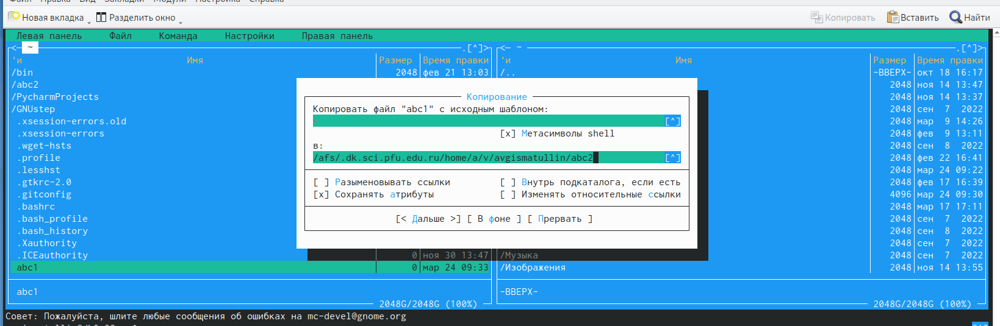 Файл Правка Вид Закладки Модули Настройка Справка
Новая вкладка Разделить окно Копировать Вставить Найти
Левая панель Файл Команда Настройки Правая панель
<— ~ .[^]> <— ~ .[^]>
'и Имя Размер Время правки 'и Имя Размер Время правки
/bin 2048 фев 21 13:03 /.. -ВВЕРХ- окт 18 16:17
/abc2 2048 ноя 14 13:47
/PycharmProjects Копирование 2048 ноя 14 13:37
/GNUstep Копировать файл "abc1" с исходным шаблоном: 2048 сен 7 2022
.xsession-errors.old [^] 2048 мар 9 14:26
.xsession-errors [x] Метасимволы shell 2048 фев 9 13:11
.wget-hsts в: 2048 сен 8 2022
.profile /afs/.dk.sci.pfu.edu.ru/home/a/v/avgismatullin/abc2 [^] 2048 фев 22 16:41
.lesshst 2048 мар 24 09:22
.gtkrc-2.0 [ ] Разыменовывать ссылки [ ] Внутрь подкаталога, если есть 2048 фев 17 16:39
.gitconfig [x] Сохранять атрибуты [ ] Изменять относительные ссылки 4096 мар 24 09:30
.bashrc 2048 мар 17 17:11
.bash_profile [< Дальше >] [ В фоне ] [ Прервать ] 2048 сен 7 2022
.bash_history 2048 сен 8 2022
.Xauthority 2048 сен 7 2022
.ICEauthority 0 ноя 30 13:47 /Музыка 2048 сен 7 2022
abc1 0 мар 24 09:33 /Изображения 2048 ноя 14 13:55
abc1 -ВВЕРХ-
2048G/2048G (100%) 2048G/2048G (100%)
Совет: Пожалуйста, шлите любые сообщения об ошибках на mc-devel@gnome.org
[^]